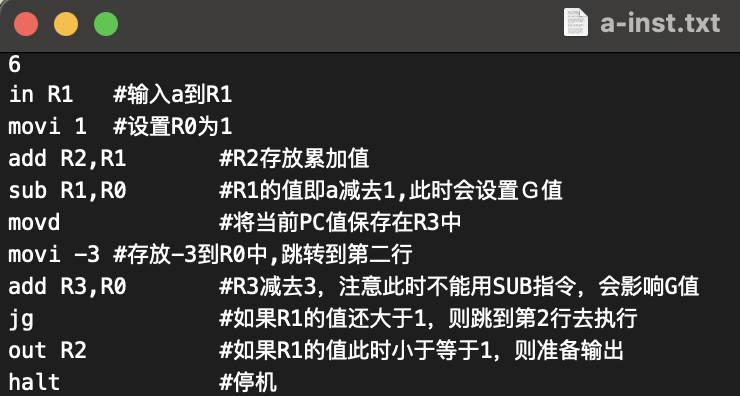 a-inst.txt
6
in R1   #输入a到R1
movi 1  #设置R0为1
add R2,R1       #R2存放累加值
sub R1,R0       #R1的值即a减去1,此时会设置Ｇ值
movd            #将当前PC值保存在R3中
movi -3 #存放-3到R0中,跳转到第二行
add R3,R0       #R3减去3，注意此时不能用SUB指令，会影响G值
jg              #如果R1的值还大于1，则跳到第2行去执行
out R2          #如果R1的值此时小于等于1，则准备输出
halt            #停机